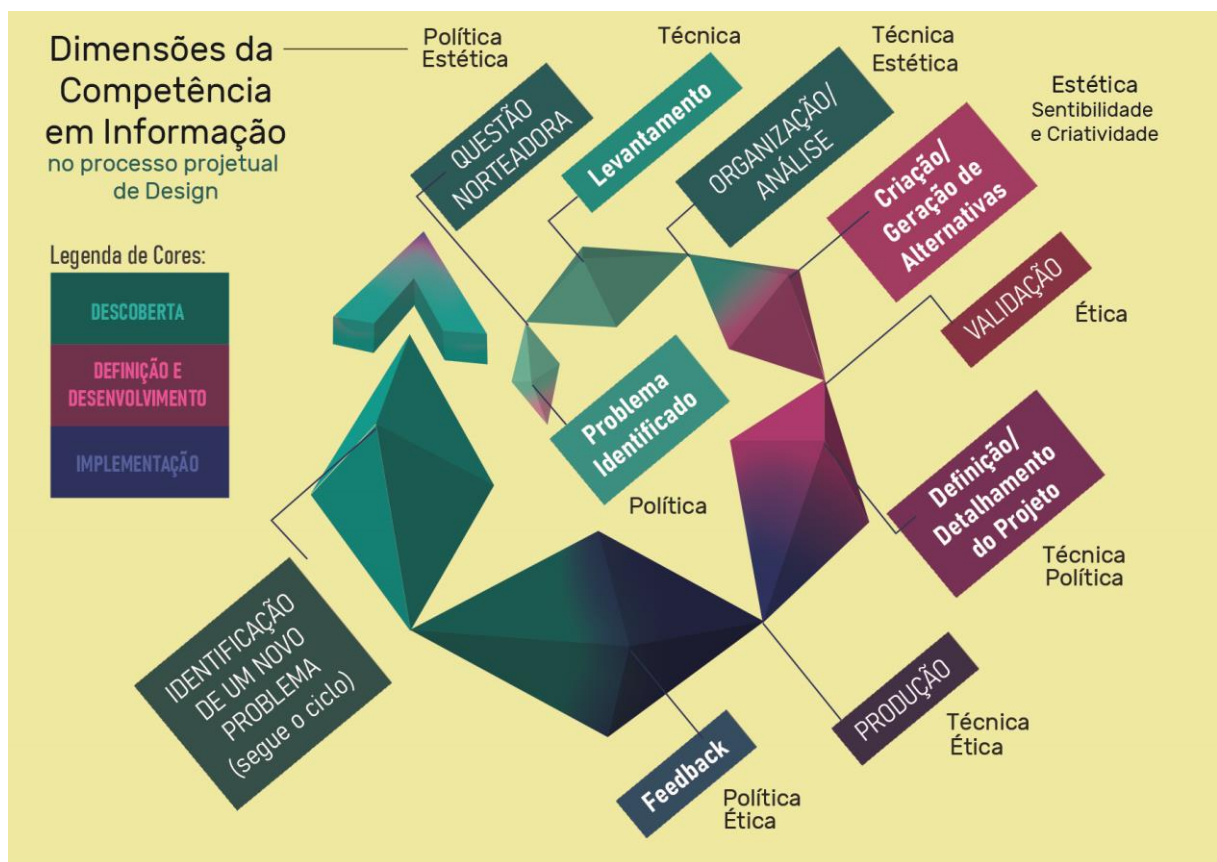 Dimensões da
Competência
em Informação
no processo projetual
de Design
Legenda de Cores:
DESCOBERTA
DEFINIÇÃO E
DESENVOLVIMENTO
IMPLEMENTAÇÃO
Política
Estética
QUESTÃO
NORTEADORA
Técnica
Levantamento
Técnica
Estética
ORGANIZAÇÃO/
ANÁLISE
Estética
Sentibilidade
e Criatividade
Criação/
Geração de
Alternativas
VALIDAÇÃO
Ética
Problema
Identificado
Política
Definição/
Detalhamento
do Projeto
Técnica
Política
PRODUÇÃO
Técnica
Ética
Feedback
Política
Ética
IDENTIFICAÇÃO
DE UM NOVO
PROBLEMA
(segue o ciclo)